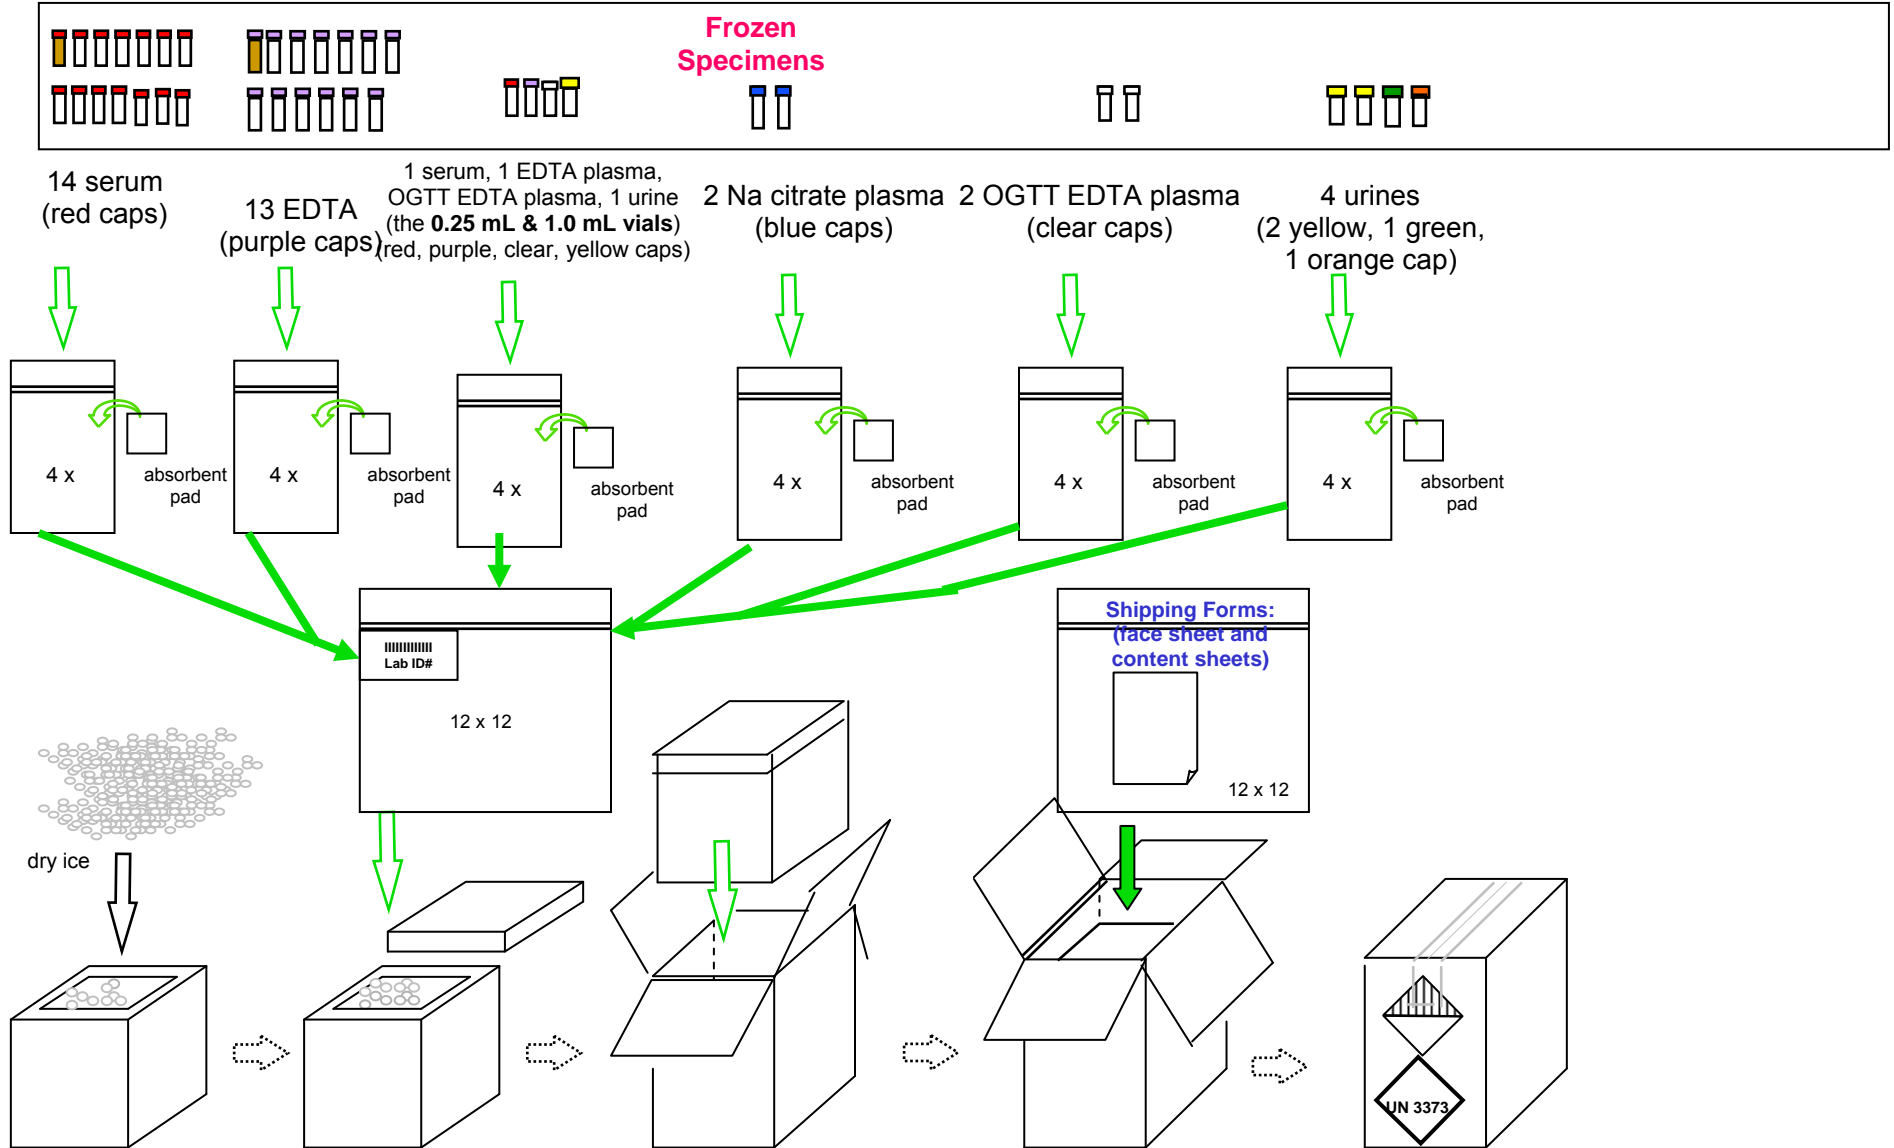 Frozen
Specimens
14 serum
(red caps)
13 EDTA
(purple caps)
1 serum, 1 EDTA plasma,
OGTT EDTA plasma, 1 urine
(the 0.25 mL & 1.0 mL vials)
(red, purple, clear, yellow caps)
2 Na citrate plasma
(blue caps)
2 OGTT EDTA plasma
(clear caps)
4 urines
(2 yellow, 1 green,
1 orange cap)
4 x
absorbent
pad
4 x
absorbent
pad
4 x
absorbent
pad
4 x
absorbent
pad
4 x
absorbent
pad
4 x
absorbent
pad
Lab ID#
12 x 12
Shipping Forms:
(face sheet and
content sheets)
12 x 12
dry ice
UN 3373